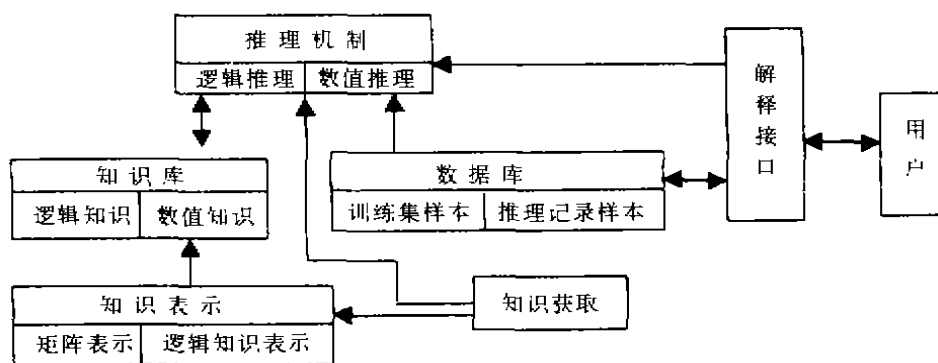 推理机制
逻辑推理 数值推理
解释接口
用户
知识库
逻辑知识 数值知识
数据库
训练集样本 推理记录样本
知识表示
矩阵表示 逻辑知识表示
知识获取